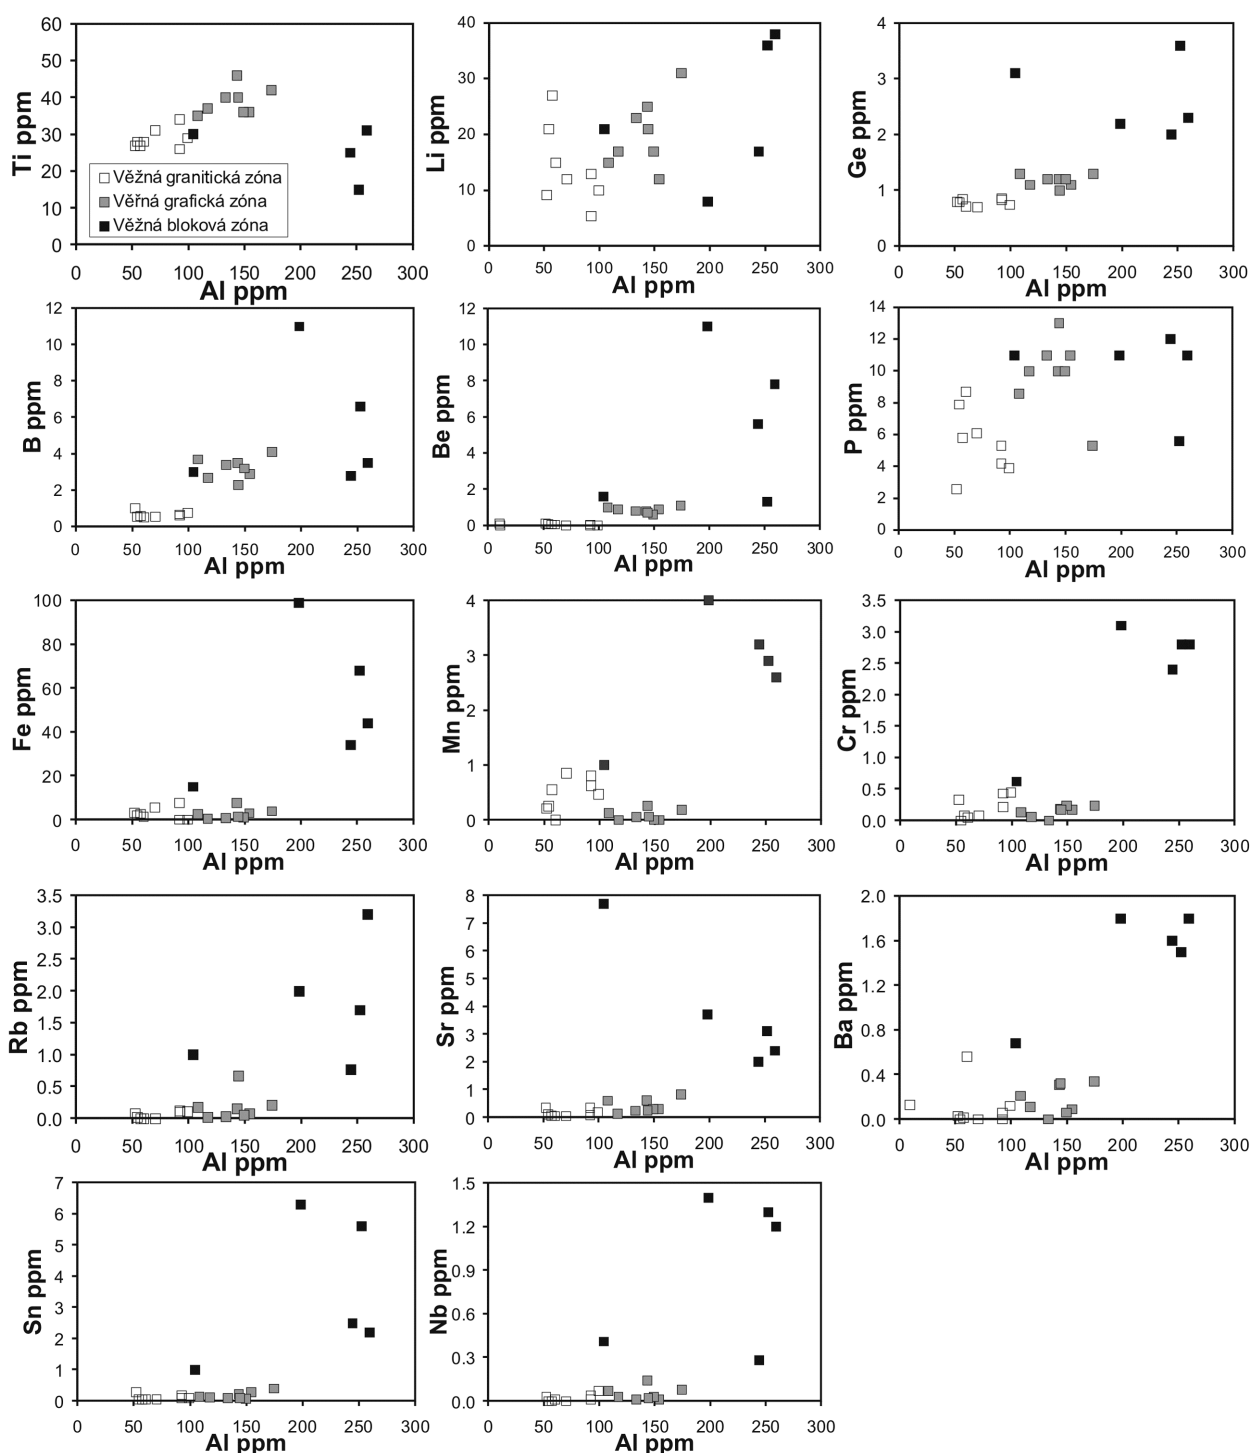 60
50
40
30
20
10
0
Ti ppm
Věžná granitická zóna
Věřná grafická zóna
Věžná bloková zóna
0 50 100 150 200 250 300
Al ppm
40
30
20
10
0
Li ppm
0 50 100 150 200 250 300
Al ppm
4
3
2
1
0
Ge ppm
0 50 100 150 200 250 300
Al ppm
12
10
8
6
4
2
0
B ppm
0 50 100 150 200 250 300
Al ppm
12
10
8
6
4
2
0
Be ppm
0 50 100 150 200 250 300
Al ppm
14
12
10
8
6
4
2
0
P ppm
0 50 100 150 200 250 300
Al ppm
100
80
60
40
20
0
Fe ppm
0 50 100 150 200 250 300
Al ppm
4
3
2
1
0
Mn ppm
0 50 100 150 200 250 300
Al ppm
3.5
3.0
2.5
2.0
1.5
1.0
0.5
0.0
Cr ppm
0 50 100 150 200 250 300
Al ppm
3.5
3.0
2.5
2.0
1.5
1.0
0.5
0.0
Rb ppm
0 50 100 150 200 250 300
Al ppm
8
7
6
5
4
3
2
1
0
Sr ppm
0 50 100 150 200 250 300
Al ppm
2.0
1.6
1.2
0.8
0.4
0.0
Ba ppm
0 50 100 150 200 250 300
Al ppm
7
6
5
4
3
2
1
0
Sn ppm
0 50 100 150 200 250 300
Al ppm
1.5
1.2
0.9
0.6
0.3
0.0
Nb ppm
0 50 100 150 200 250 300
Al ppm